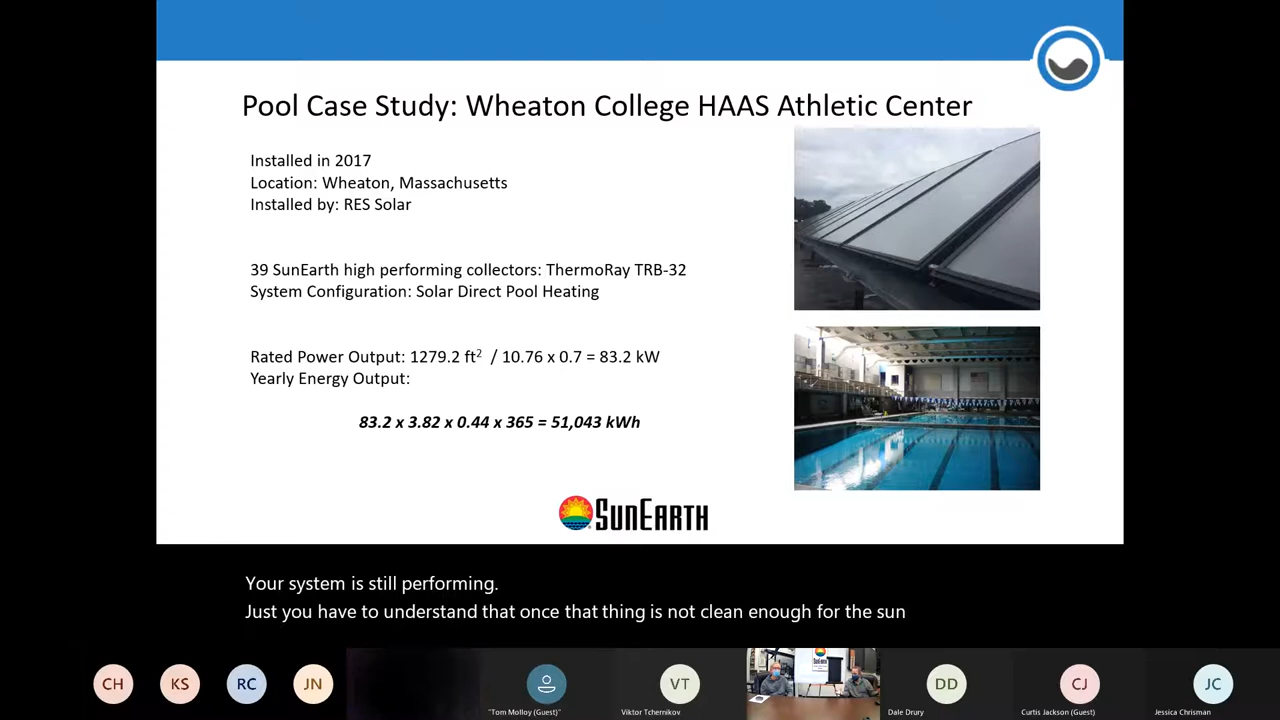 Pool Case Study: Wheaton College HAAS Athletic Center
Installed in 2017
Location: Wheaton, Massachusetts
Installed by: RES Solar
39 SunEarth high performing collectors: ThermoRay TRB-32
System Configuration: Solar Direct Pool Heating
Rated Power Output: 1279.2 ft² / 10.76 x 0.7 = 83.2 kW
Yearly Energy Output:
83.2 x 3.82 x 0.44 x 365 = 51,043 kWh
SUNEARTH
Your system is still performing.
Just you have to understand that once that thing is not clean enough for the sun
CH KS RC JN VT DD CJ JC
"Tom Molloy (Guest)" Viktor Tchernikov Dale Drury Curtis Jackson (Guest) Jessica Chrisman